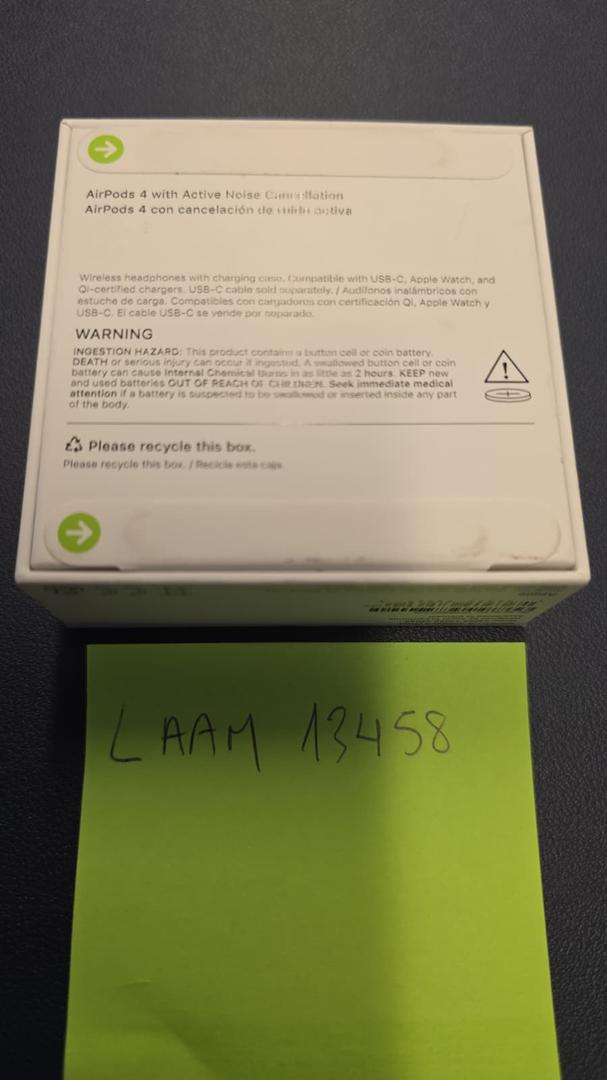 AirPods 4 with Active Noise Cancellation
AirPods 4 con cancelación de ruido activa
Wireless headphones with charging case. Compatible with USB-C, Apple Watch, and
Qi-certified chargers. USB-C cable sold separately. / Audífonos inalámbricos con
estuche de carga. Compatibles con cargadores con certificación Qi, Apple Watch y
USB-C. El cable USB-C se vende por separado.
WARNING
INGESTION HAZARD: This product contains a button cell or coin battery.
DEATH or serious injury can occur if ingested. A swallowed button cell or coin
battery can cause Internal Chemical Burns in as little as 2 hours. KEEP new
and used batteries OUT OF REACH OF CHILDREN. Seek immediate medical
attention if a battery is suspected to be swallowed or inserted inside any part
of the body.
Please recycle this box.
Please recycle this box. / Recicla esta caja.
LAAM 13458